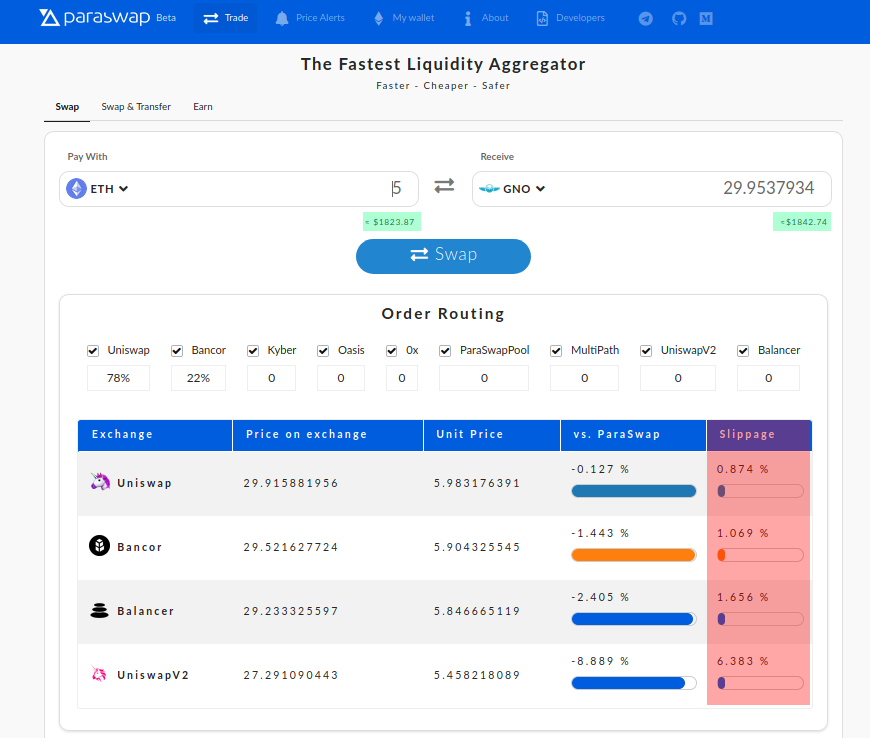 paraswap Beta Trade Price Alerts My wallet About Developers
The Fastest Liquidity Aggregator
Faster - Cheaper - Safer
Swap Swap & Transfer Earn
Pay With Receive
ETH 5 GNO 29.9537934
≈ $1823.87 ≈$1842.74
Swap
Order Routing
Uniswap Bancor Kyber Oasis 0x ParaSwapPool MultiPath UniswapV2 Balancer
78% 22% 0 0 0 0 0 0 0
Exchange Price on exchange Unit Price vs. ParaSwap Slippage
Uniswap 29.915881956 5.983176391 -0.127 % 0.874 %
Bancor 29.521627724 5.904325545 -1.443 % 1.069 %
Balancer 29.233325597 5.846665119 -2.405 % 1.656 %
UniswapV2 27.291090443 5.458218089 -8.889 % 6.383 %